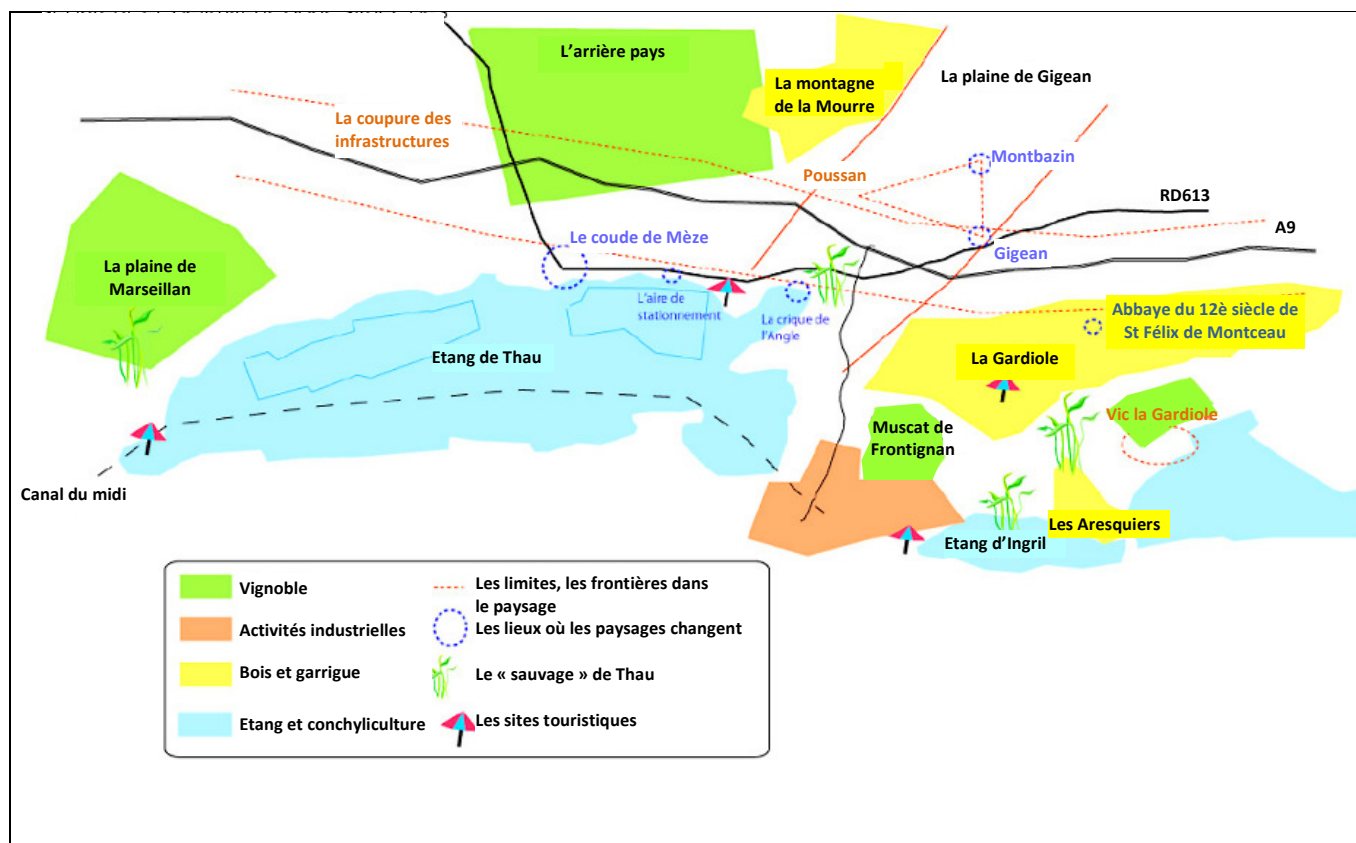 L'arrière pays
La montagne
de la Mourre
La plaine de Gigean
La coupure des
infrastructures
Montbazin
Poussan
RD613
A9
Le coude de Mèze
Gigean
La plaine de
Marseillan
L'aire de
stationnement
La crique de
l'Angle
Abbaye du 12è siècle de
St Félix de Montceau
Etang de Thau
La Gardiole
Vic la Gardiole
Muscat de
Frontignan
Canal du midi
Les Aresquiers
Etang d'Ingril
Vignoble
Les limites, les frontières dans
le paysage
Activités industrielles
Les lieux où les paysages changent
Bois et garrigue
Le « sauvage » de Thau
Etang et conchyliculture
Les sites touristiques